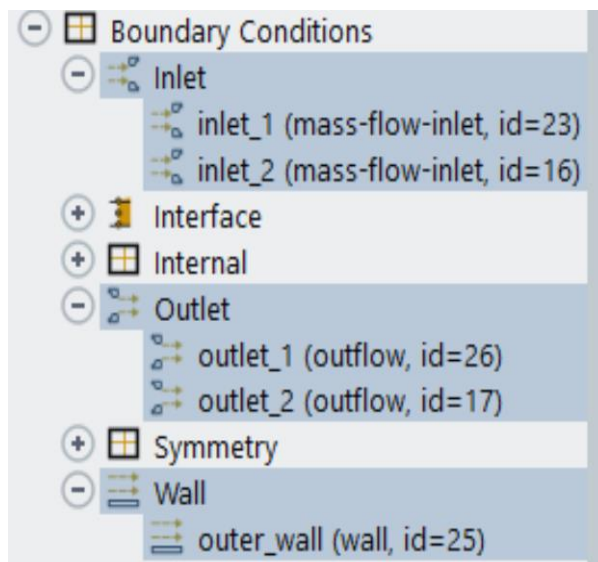 Boundary Conditions
Inlet
inlet_1 (mass-flow-inlet, id=23)
inlet_2 (mass-flow-inlet, id=16)
Interface
Internal
Outlet
outlet_1 (outflow, id=26)
outlet_2 (outflow, id=17)
Symmetry
Wall
outer_wall (wall, id=25)